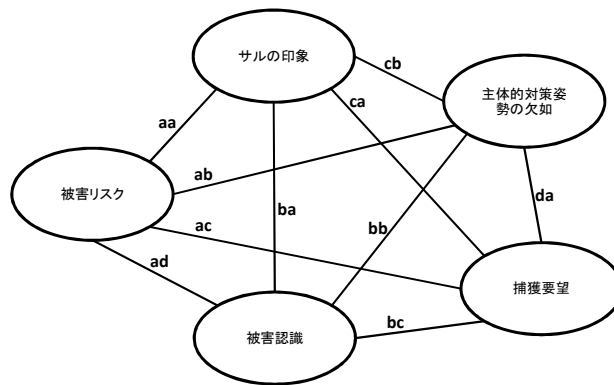 サルの印象
cb
主体的対策姿
勢の欠如
ca
aa
ab
被害リスク
ba
bb
da
ac
ad
捕獲要望
bc
被害認識